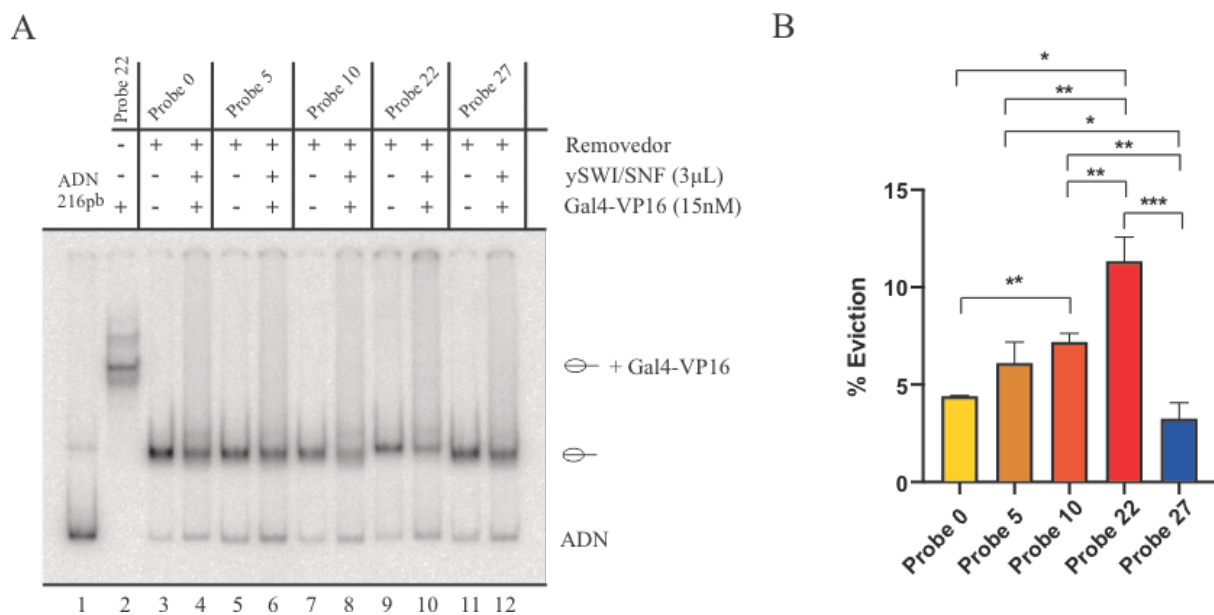 A
B
Probe 22
Probe 0
Probe 5
Probe 10
Probe 22
Probe 27
- + + + + + + + + + + Removedor
- - + - + - + - + - + ySWI/SNF (3µL)
+ - + - + - + - + - + Gal4-VP16 (15nM)
ADN
216pb
+ Gal4-VP16
ADN
1 2 3 4 5 6 7 8 9 10 11 12
*
**
*
**
**
***
**
% Eviction
15
10
5
0
Probe 0
Probe 5
Probe 10
Probe 22
Probe 27